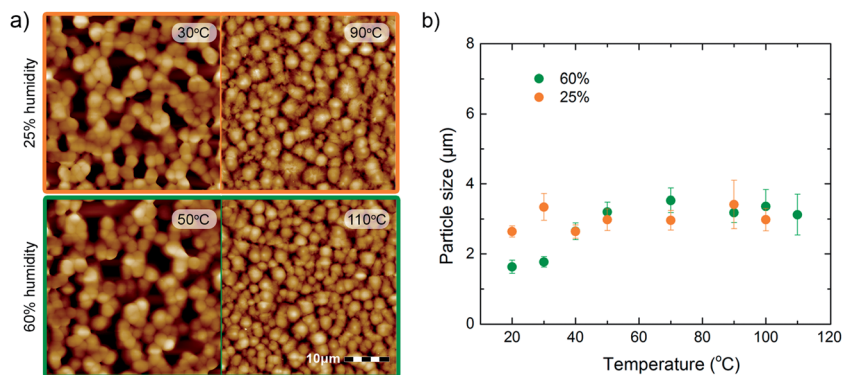 a)
30°C
90°C
25% humidity
50°C
110°C
60% humidity
10µm
b)
8
6
4
2
0
Particle size (µm)
60%
25%
20
40
60
80
100
120
Temperature (°C)